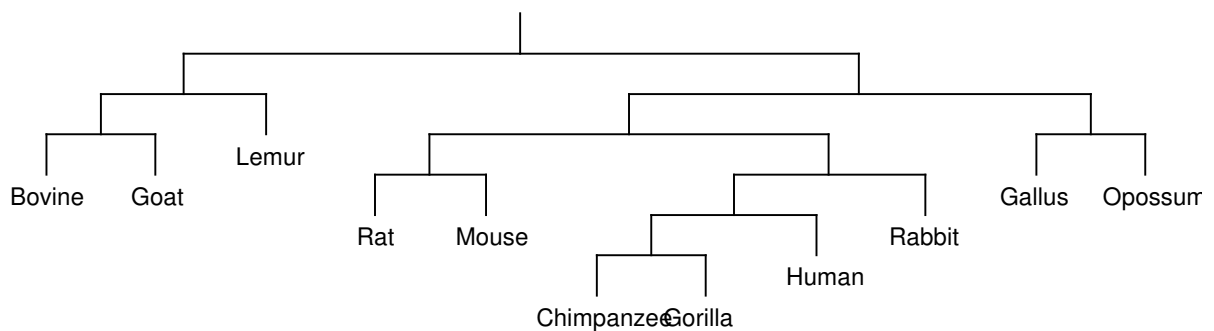 Lemur
Bovine
Goat
Gallus
Opossum
Rat
Mouse
Rabbit
Human
Chimpanzee
Gorilla